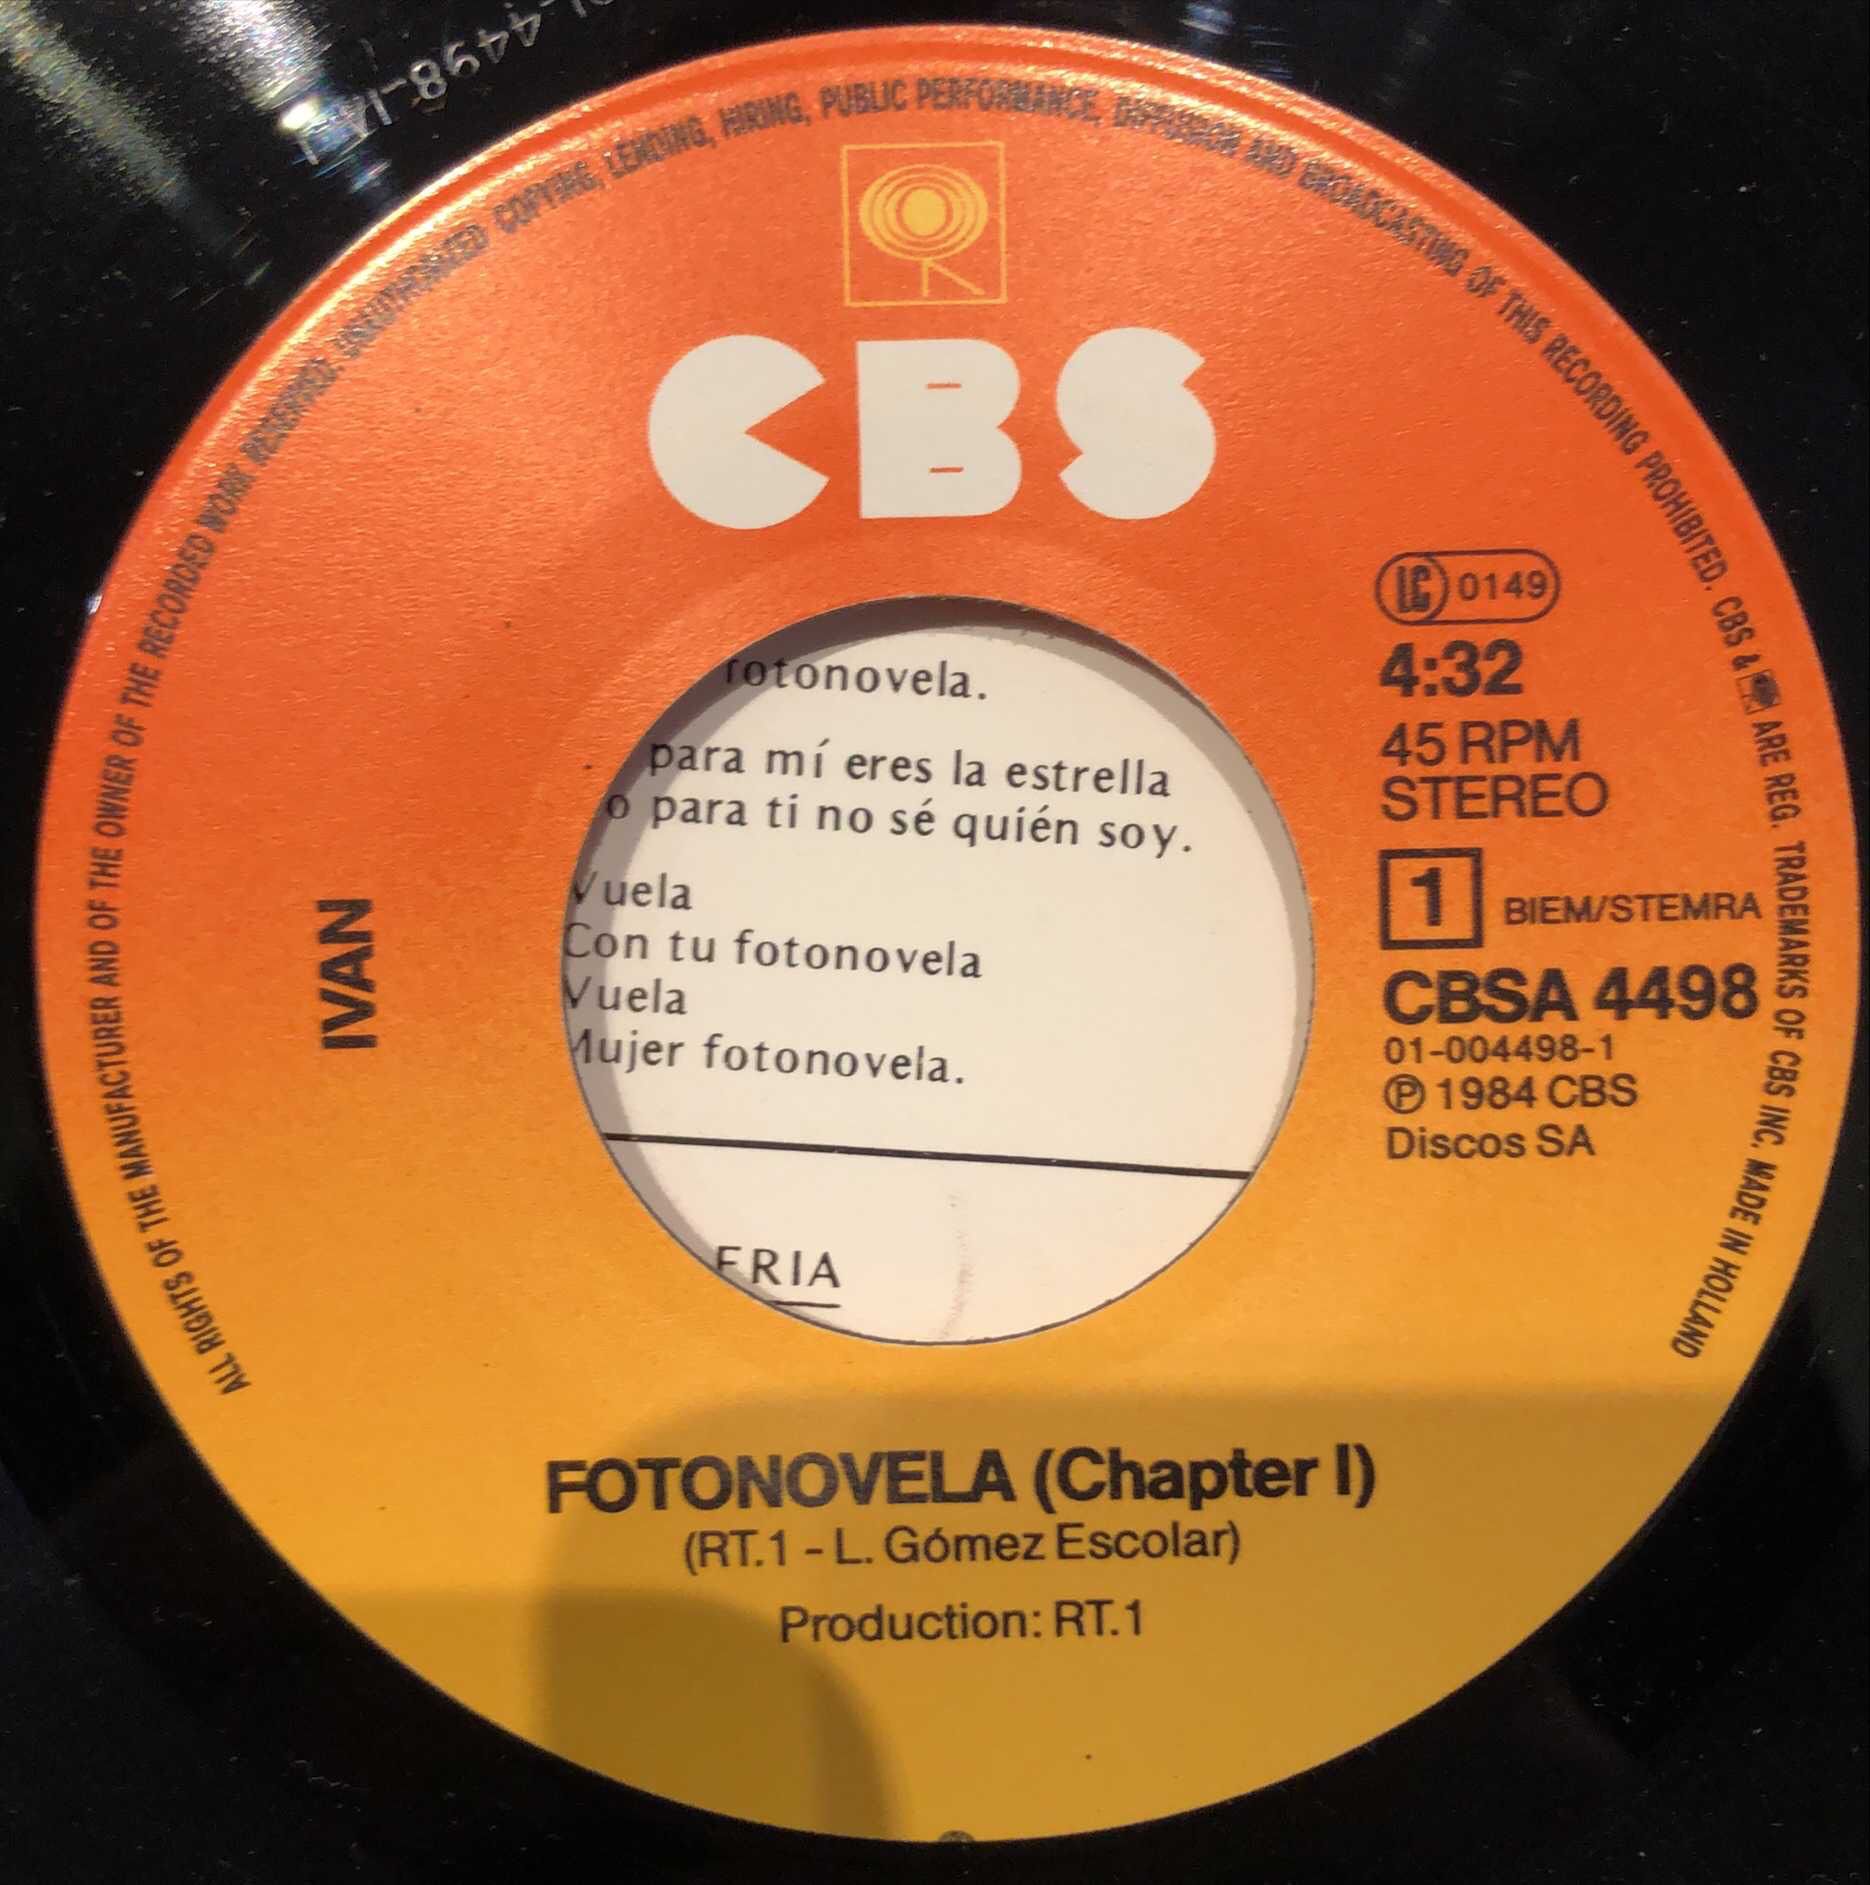 ALL RIGHTS OF THE MANUFACTURER AND OF THE OWNER OF THE RECORDED WORK RESERVED. UNAUTHORIZED COPYING, LENDING, HIRING, PUBLIC PERFORMANCE, DIFFUSION AND BROADCASTING OF THIS RECORDING PROHIBITED. CBS & ARE REG. TRADEMARKS OF CBS INC. MADE IN HOLLAND
CBS
LC 0149
4:32
45 RPM
STEREO
1 BIEM/STEMRA
CBSA 4498
01-004498-1
℗ 1984 CBS
Discos SA
IVAN
fotonovela.
para mí eres la estrella
para ti no sé quién soy.
Vuela
Con tu fotonovela
Vuela
Mujer fotonovela.
FOTONOVELA (Chapter I)
(RT.1 - L. Gómez Escolar)
Production: RT.1